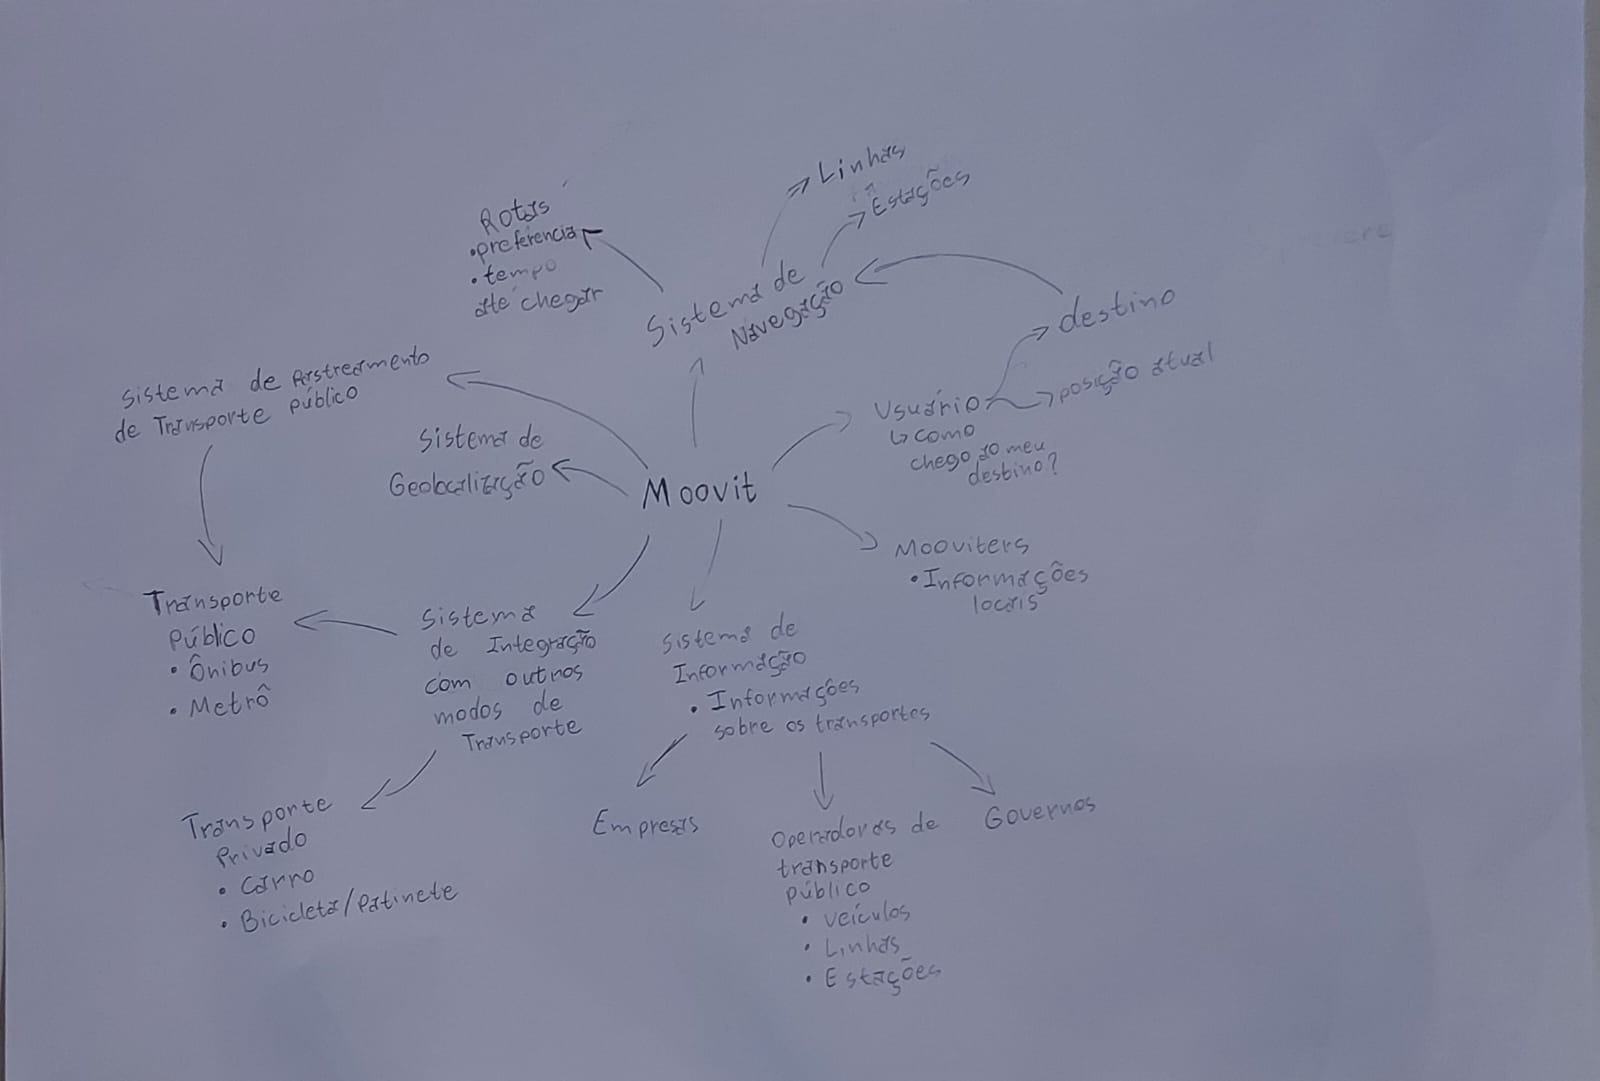 Linhas
Estações
Rotas
• preferência
• tempo
até chegar
Sistema de
Navegação
destino
posição atual
Usuário
↳ como
chego ao meu
destino?
Sistema de Rastreamento
de Transporte público
Sistema de
Geolocalização
Moovit
Mooviters
• Informações
locais
Transporte
Público
• Ônibus
• Metrô
Sistema
de Integração
com outros
modos de
Transporte
Sistema de
Informação
• Informações
sobre os transportes
Transporte
Privado
• Carro
• Bicicleta/Patinete
Empresas
Operadoras de
transporte
público
• Veículos
• Linhas
• Estações
Governos